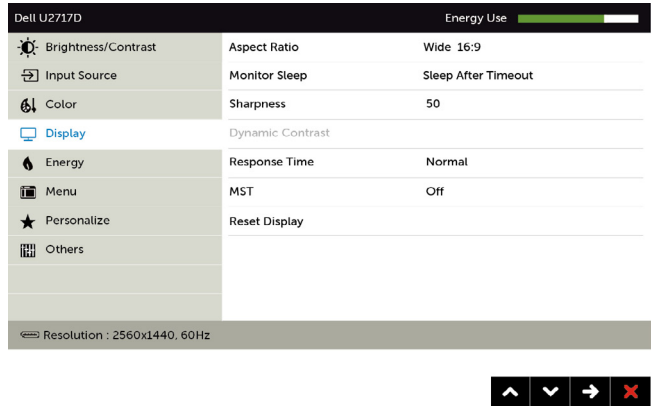 Dell U2717D Energy Use
Brightness/Contrast Aspect Ratio Wide 16:9
Input Source Monitor Sleep Sleep After Timeout
Color Sharpness 50
Display Dynamic Contrast
Energy Response Time Normal
Menu MST Off
Personalize Reset Display
Others
Resolution : 2560x1440, 60Hz